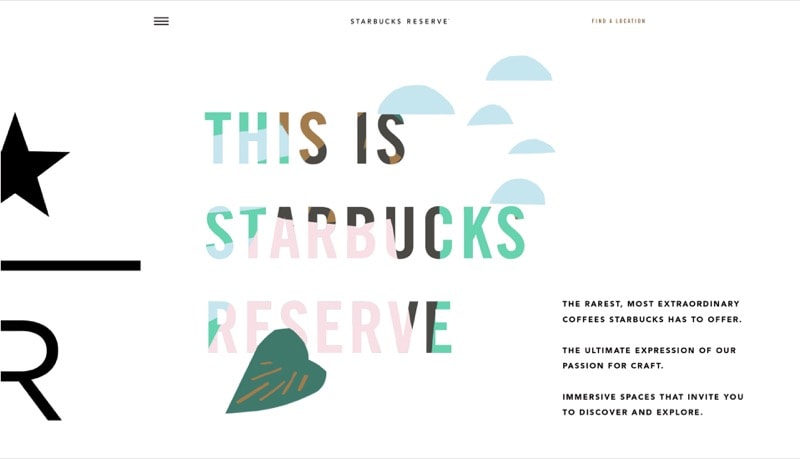 STARBUCKS RESERVE
FIND A LOCATION
THIS IS
STARBUCKS
RESERVE
R
THE RAREST, MOST EXTRAORDINARY
COFFEES STARBUCKS HAS TO OFFER.
THE ULTIMATE EXPRESSION OF OUR
PASSION FOR CRAFT.
IMMERSIVE SPACES THAT INVITE YOU
TO DISCOVER AND EXPLORE.